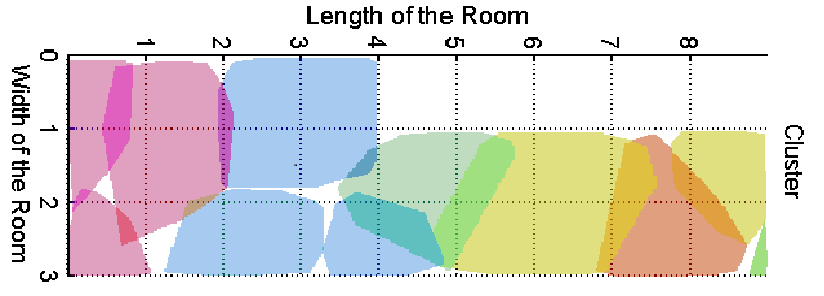 Length of the Room
1 2 3 4 5 6 7 8
0
1
2
3
Width of the Room
Cluster